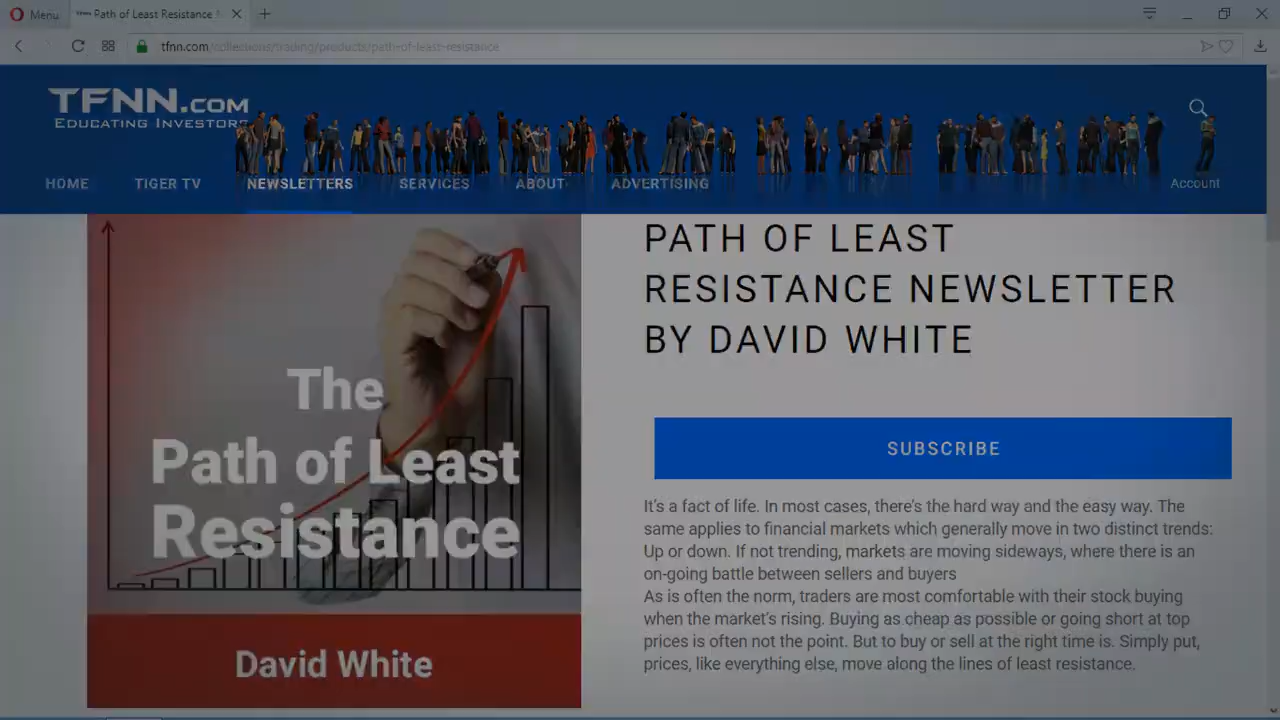 Menu
Path of Least Resistance
tfnn.com/collections/trading/products/path-of-least-resistance
TFNN.COM
EDUCATING INVESTORS
HOME TIGER TV NEWSLETTERS SERVICES ABOUT ADVERTISING Account
The
Path of Least
Resistance
David White
PATH OF LEAST
RESISTANCE NEWSLETTER
BY DAVID WHITE
SUBSCRIBE
It's a fact of life. In most cases, there's the hard way and the easy way. The
same applies to financial markets which generally move in two distinct trends:
Up or down. If not trending, markets are moving sideways, where there is an
on-going battle between sellers and buyers
As is often the norm, traders are most comfortable with their stock buying
when the market's rising. Buying as cheap as possible or going short at top
prices is often not the point. But to buy or sell at the right time is. Simply put,
prices, like everything else, move along the lines of least resistance.